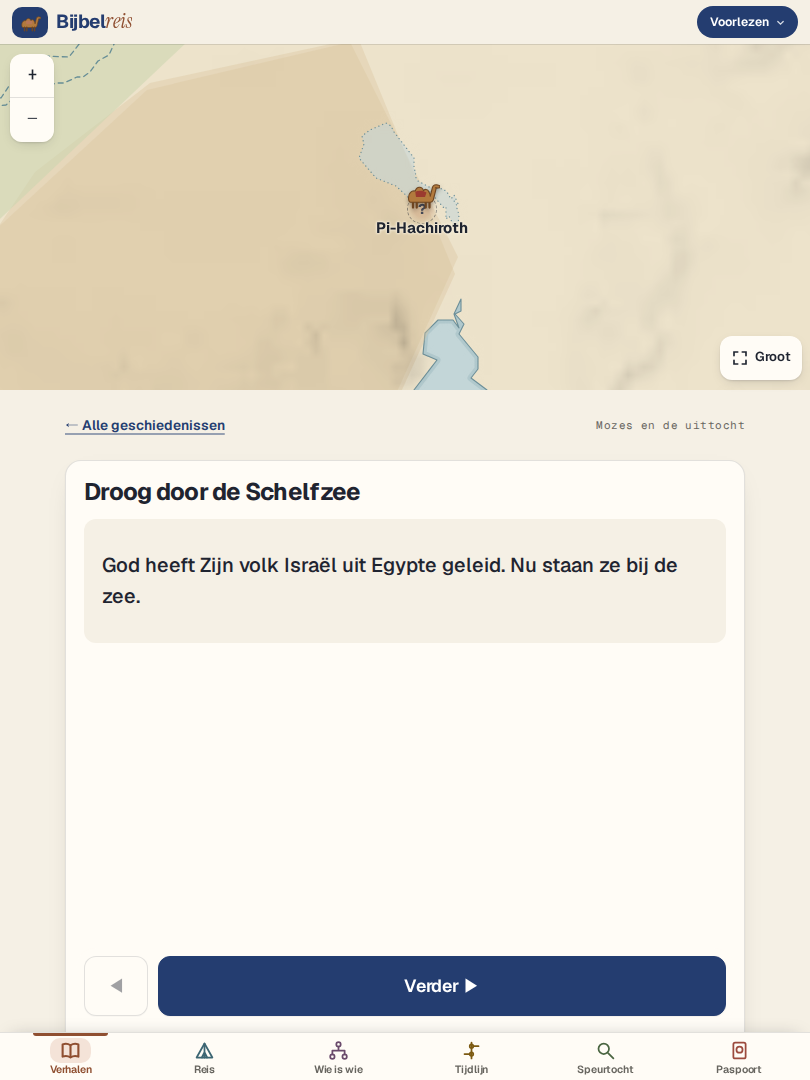 Bijbelreis
Voorlezen
+
−
?
Pi-Hachiroth
Groot
← Alle geschiedenissen
Mozes en de uittocht
Droog door de Schelfzee
God heeft Zijn volk Israël uit Egypte geleid. Nu staan ze bij de
zee.
◀
Verder ▶
Verhalen
Reis
Wie is wie
Tijdlijn
Speurtocht
Paspoort